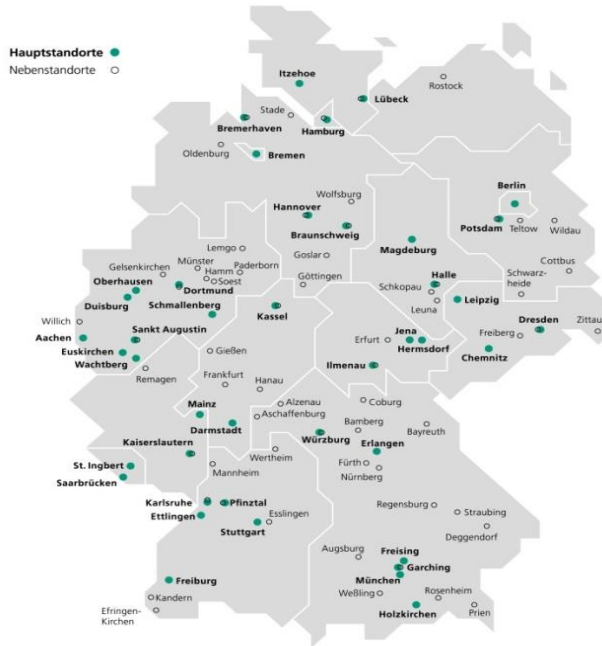 Hauptstandorte
Nebenstandorte
Rostock
Itzehoe
Lübeck
Stade
Bremerhaven
Hamburg
Oldenburg
Bremen
Berlin
Wolfsburg
Hannover
Potsdam
Teltow
Wildau
Braunschweig
Magdeburg
Lemgo
Goslar
Cottbus
Münster
Paderborn
Gelsenkirchen
Hamm
Göttingen
Halle
Oberhausen
Soest
Schkopau
Schwarz-
heide
Dortmund
Leipzig
Duisburg
Schmallenberg
Kassel
Leuna
Willich
Dresden
Zittau
Sankt Augustin
Jena
Freiberg
Aachen
Erfurt
Hermsdorf
Euskirchen
Gießen
Chemnitz
Wachtberg
Ilmenau
Remagen
Frankfurt
Hanau
Alzenau
Coburg
Mainz
Aschaffenburg
Bamberg
Darmstadt
Bayreuth
Würzburg
Kaiserslautern
Erlangen
Wertheim
St. Ingbert
Fürth
Mannheim
Nürnberg
Saarbrücken
Karlsruhe
Pfinztal
Regensburg
Ettlingen
Esslingen
Straubing
Stuttgart
Deggendorf
Augsburg
Freising
Garching
München
Freiburg
Weßling
Rosenheim
Kandern
Holzkirchen
Prien
Efringen-
Kirchen